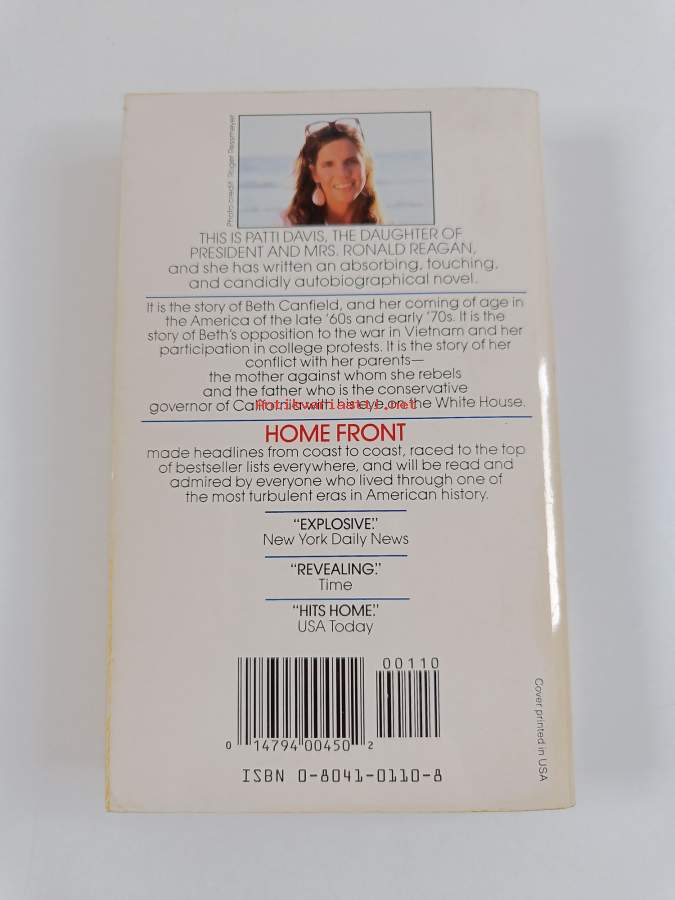 Photo credit: Roger Ressmeyer
THIS IS PATTI DAVIS, THE DAUGHTER OF
PRESIDENT AND MRS. RONALD REAGAN,
and she has written an absorbing, touching,
and candidly autobiographical novel.
It is the story of Beth Canfield, and her coming of age in
the America of the late '60s and early '70s. It is the
story of Beth's opposition to the war in Vietnam and her
participation in college protests. It is the story of her
conflict with her parents—
the mother against whom she rebels
and the father who is the conservative
governor of California with his eye on the White House.
Antikvariaatti.net
HOME FRONT
made headlines from coast to coast, raced to the top
of bestseller lists everywhere, and will be read and
admired by everyone who lived through one of
the most turbulent eras in American history.
"EXPLOSIVE."
New York Daily News
"REVEALING."
Time
"HITS HOME."
USA Today
00110
0 14794 00450 2
ISBN 0-8041-0110-8
Cover printed in USA